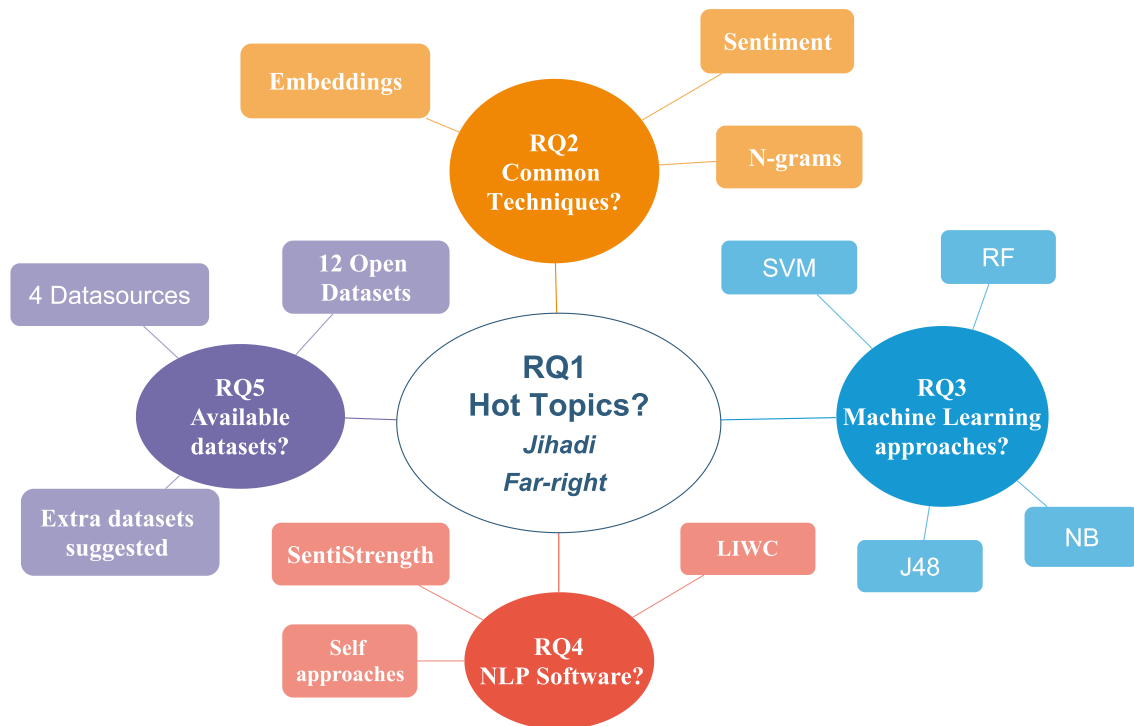 Sentiment
Embeddings
RQ2
Common
Techniques?
N-grams
12 Open
Datasets
4 Datasources
SVM
RF
RQ1
Hot Topics?
Jihadi
Far-right
RQ5
Available
datasets?
RQ3
Machine Learning
approaches?
Extra datasets
suggested
SentiStrength
LIWC
J48
NB
Self
approaches
RQ4
NLP Software?